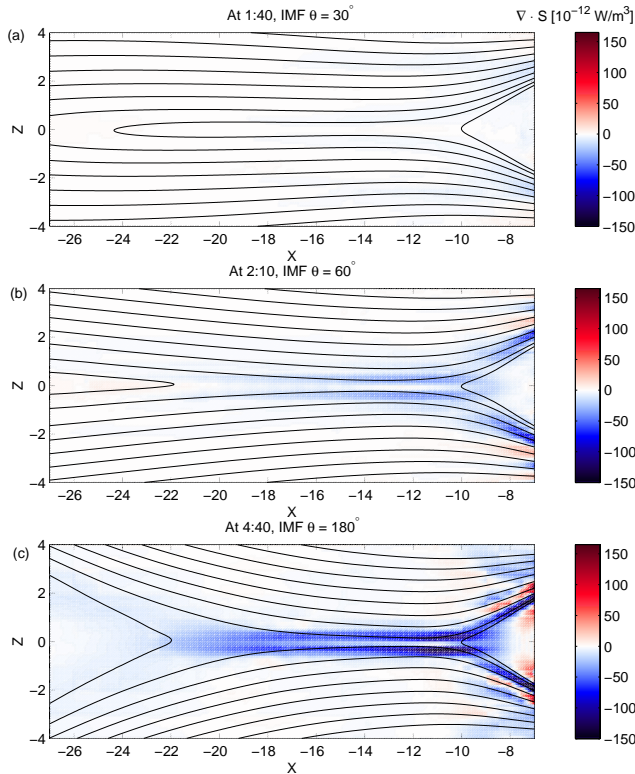 At 1:40, IMF θ = 30°
∇ · S [10⁻¹² W/m³]
(a)
4
2
0
−2
−4
Z
−26 −24 −22 −20 −18 −16 −14 −12 −10 −8
X
150
100
50
0
−50
−100
−150
At 2:10, IMF θ = 60°
(b)
4
2
0
−2
−4
Z
−26 −24 −22 −20 −18 −16 −14 −12 −10 −8
X
150
100
50
0
−50
−100
−150
At 4:40, IMF θ = 180°
(c)
4
2
0
−2
−4
Z
−26 −24 −22 −20 −18 −16 −14 −12 −10 −8
X
150
100
50
0
−50
−100
−150